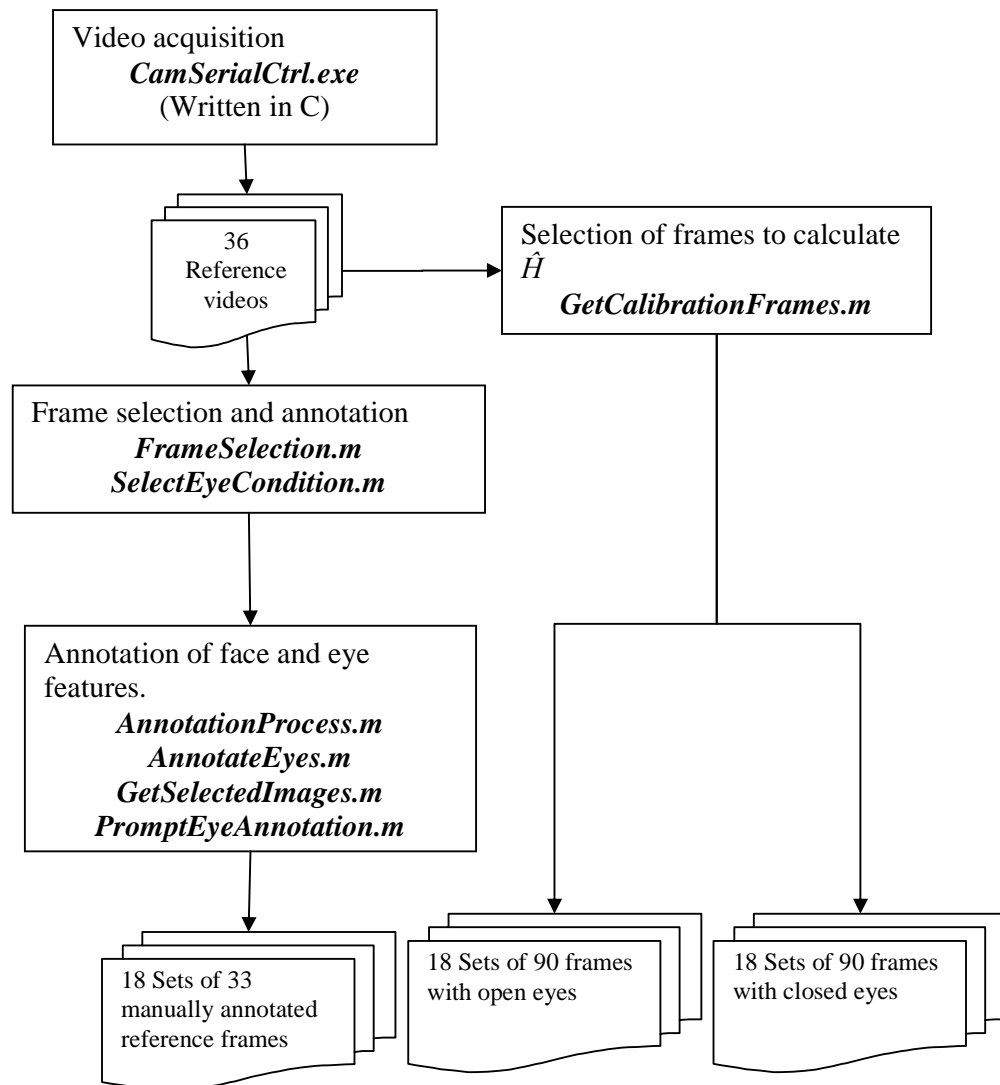 Video acquisition
CamSerialCtrl.exe
(Written in C)
36
Reference
videos
Selection of frames to calculate
Ĥ
GetCalibrationFrames.m
Frame selection and annotation
FrameSelection.m
SelectEyeCondition.m
Annotation of face and eye
features.
AnnotationProcess.m
AnnotateEyes.m
GetSelectedImages.m
PromptEyeAnnotation.m
18 Sets of 33
manually annotated
reference frames
18 Sets of 90 frames
with open eyes
18 Sets of 90 frames
with closed eyes